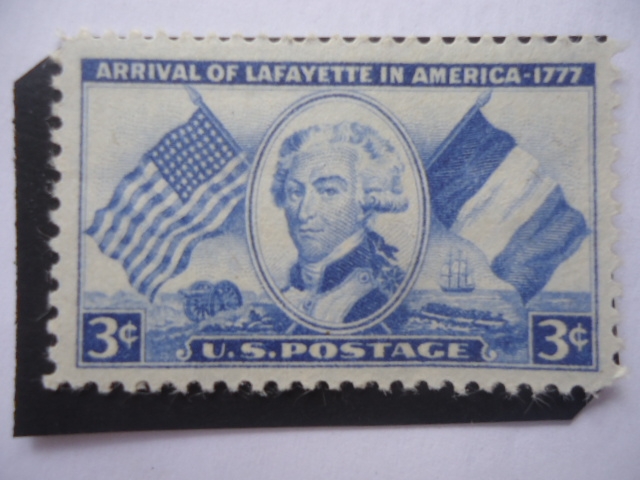 ARRIVAL OF LAFAYETTE IN AMERICA-1777
3¢ U.S.POSTAGE 3¢